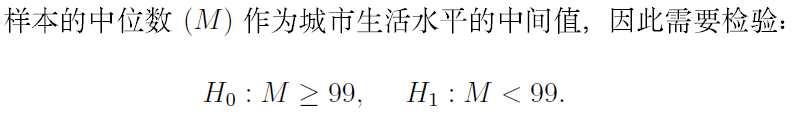 样本的中位数 (M) 作为城市生活水平的中间值，因此需要检验：
H₀ : M ≥ 99,  H₁ : M < 99.